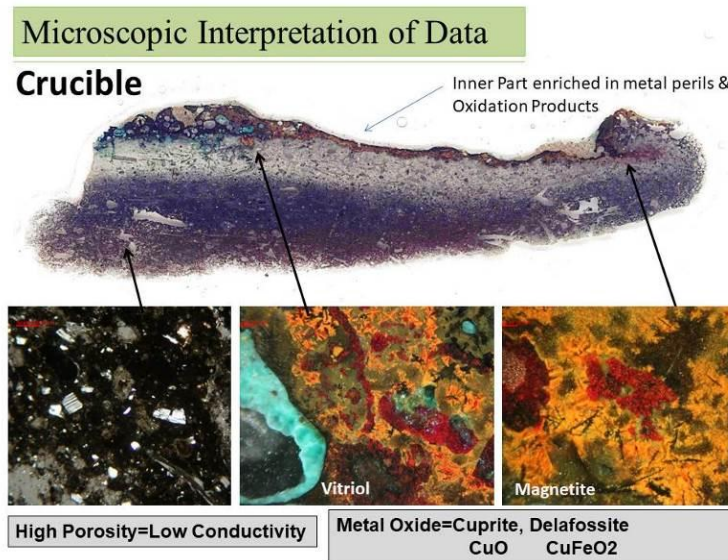 Microscopic Interpretation of Data
Crucible
Inner Part enriched in metal perils &
Oxidation Products
Vitriol
Magnetite
High Porosity=Low Conductivity
Metal Oxide=Cuprite, Delafossite
CuO CuFeO2